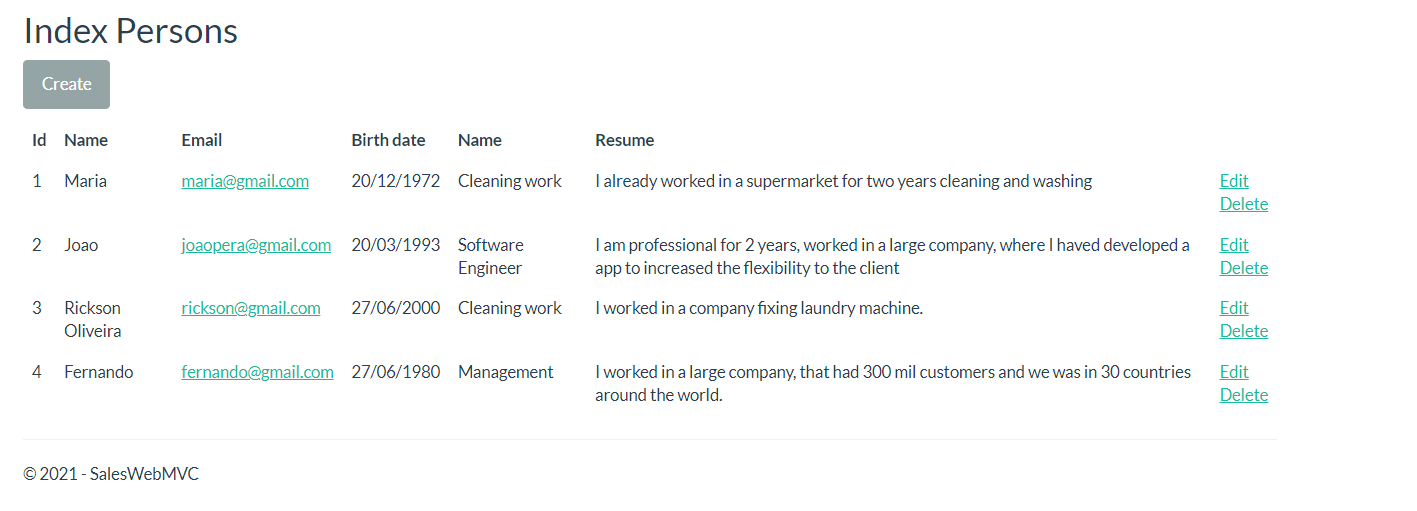 Index Persons
Create
Id Name Email Birth date Name Resume
1 Maria maria@gmail.com 20/12/1972 Cleaning work I already worked in a supermarket for two years cleaning and washing Edit
Delete
2 Joao joaopera@gmail.com 20/03/1993 Software I am professional for 2 years, worked in a large company, where I haved developed a Edit
Engineer app to increased the flexibility to the client Delete
3 Rickson rickson@gmail.com 27/06/2000 Cleaning work I worked in a company fixing laundry machine. Edit
Oliveira Delete
4 Fernando fernando@gmail.com 27/06/1980 Management I worked in a large company, that had 300 mil customers and we was in 30 countries Edit
around the world. Delete
© 2021 - SalesWebMVC